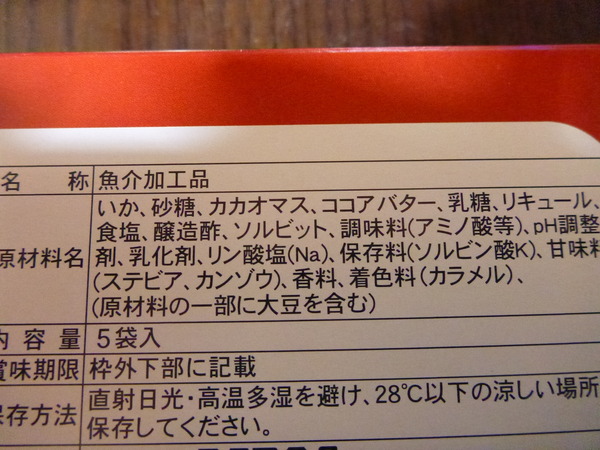 名 称 魚介加工品
いか、砂糖、カカオマス、ココアバター、乳糖、リキュール、
食塩、醸造酢、ソルビット、調味料(アミノ酸等)、pH調整
原材料名 剤、乳化剤、リン酸塩(Na)、保存料(ソルビン酸K)、甘味料
(ステビア、カンゾウ)、香料、着色料(カラメル)、
(原材料の一部に大豆を含む)
内 容 量 5袋入
賞味期限 枠外下部に記載
保存方法 直射日光・高温多湿を避け、28℃以下の涼しい場所
保存してください。